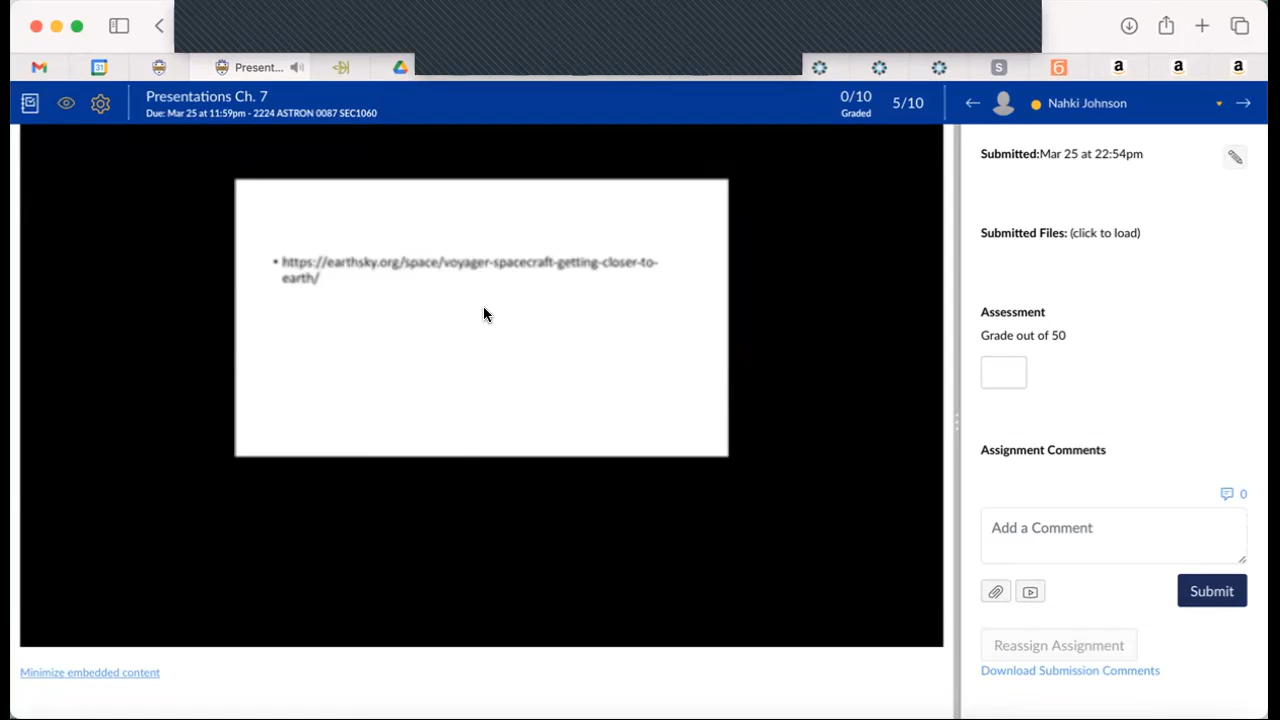 Present...
31
S
6
a
a
a
Presentations Ch. 7
Due: Mar 25 at 11:59pm - 2224 ASTRON 0087 SEC1060
0/10
Graded
5/10
Nahki Johnson
• https://earthsky.org/space/voyager-spacecraft-getting-closer-to-
earth/
Submitted:Mar 25 at 22:54pm
Submitted Files: (click to load)
Assessment
Grade out of 50
Assignment Comments
0
Add a Comment
Submit
Reassign Assignment
Download Submission Comments
Minimize embedded content